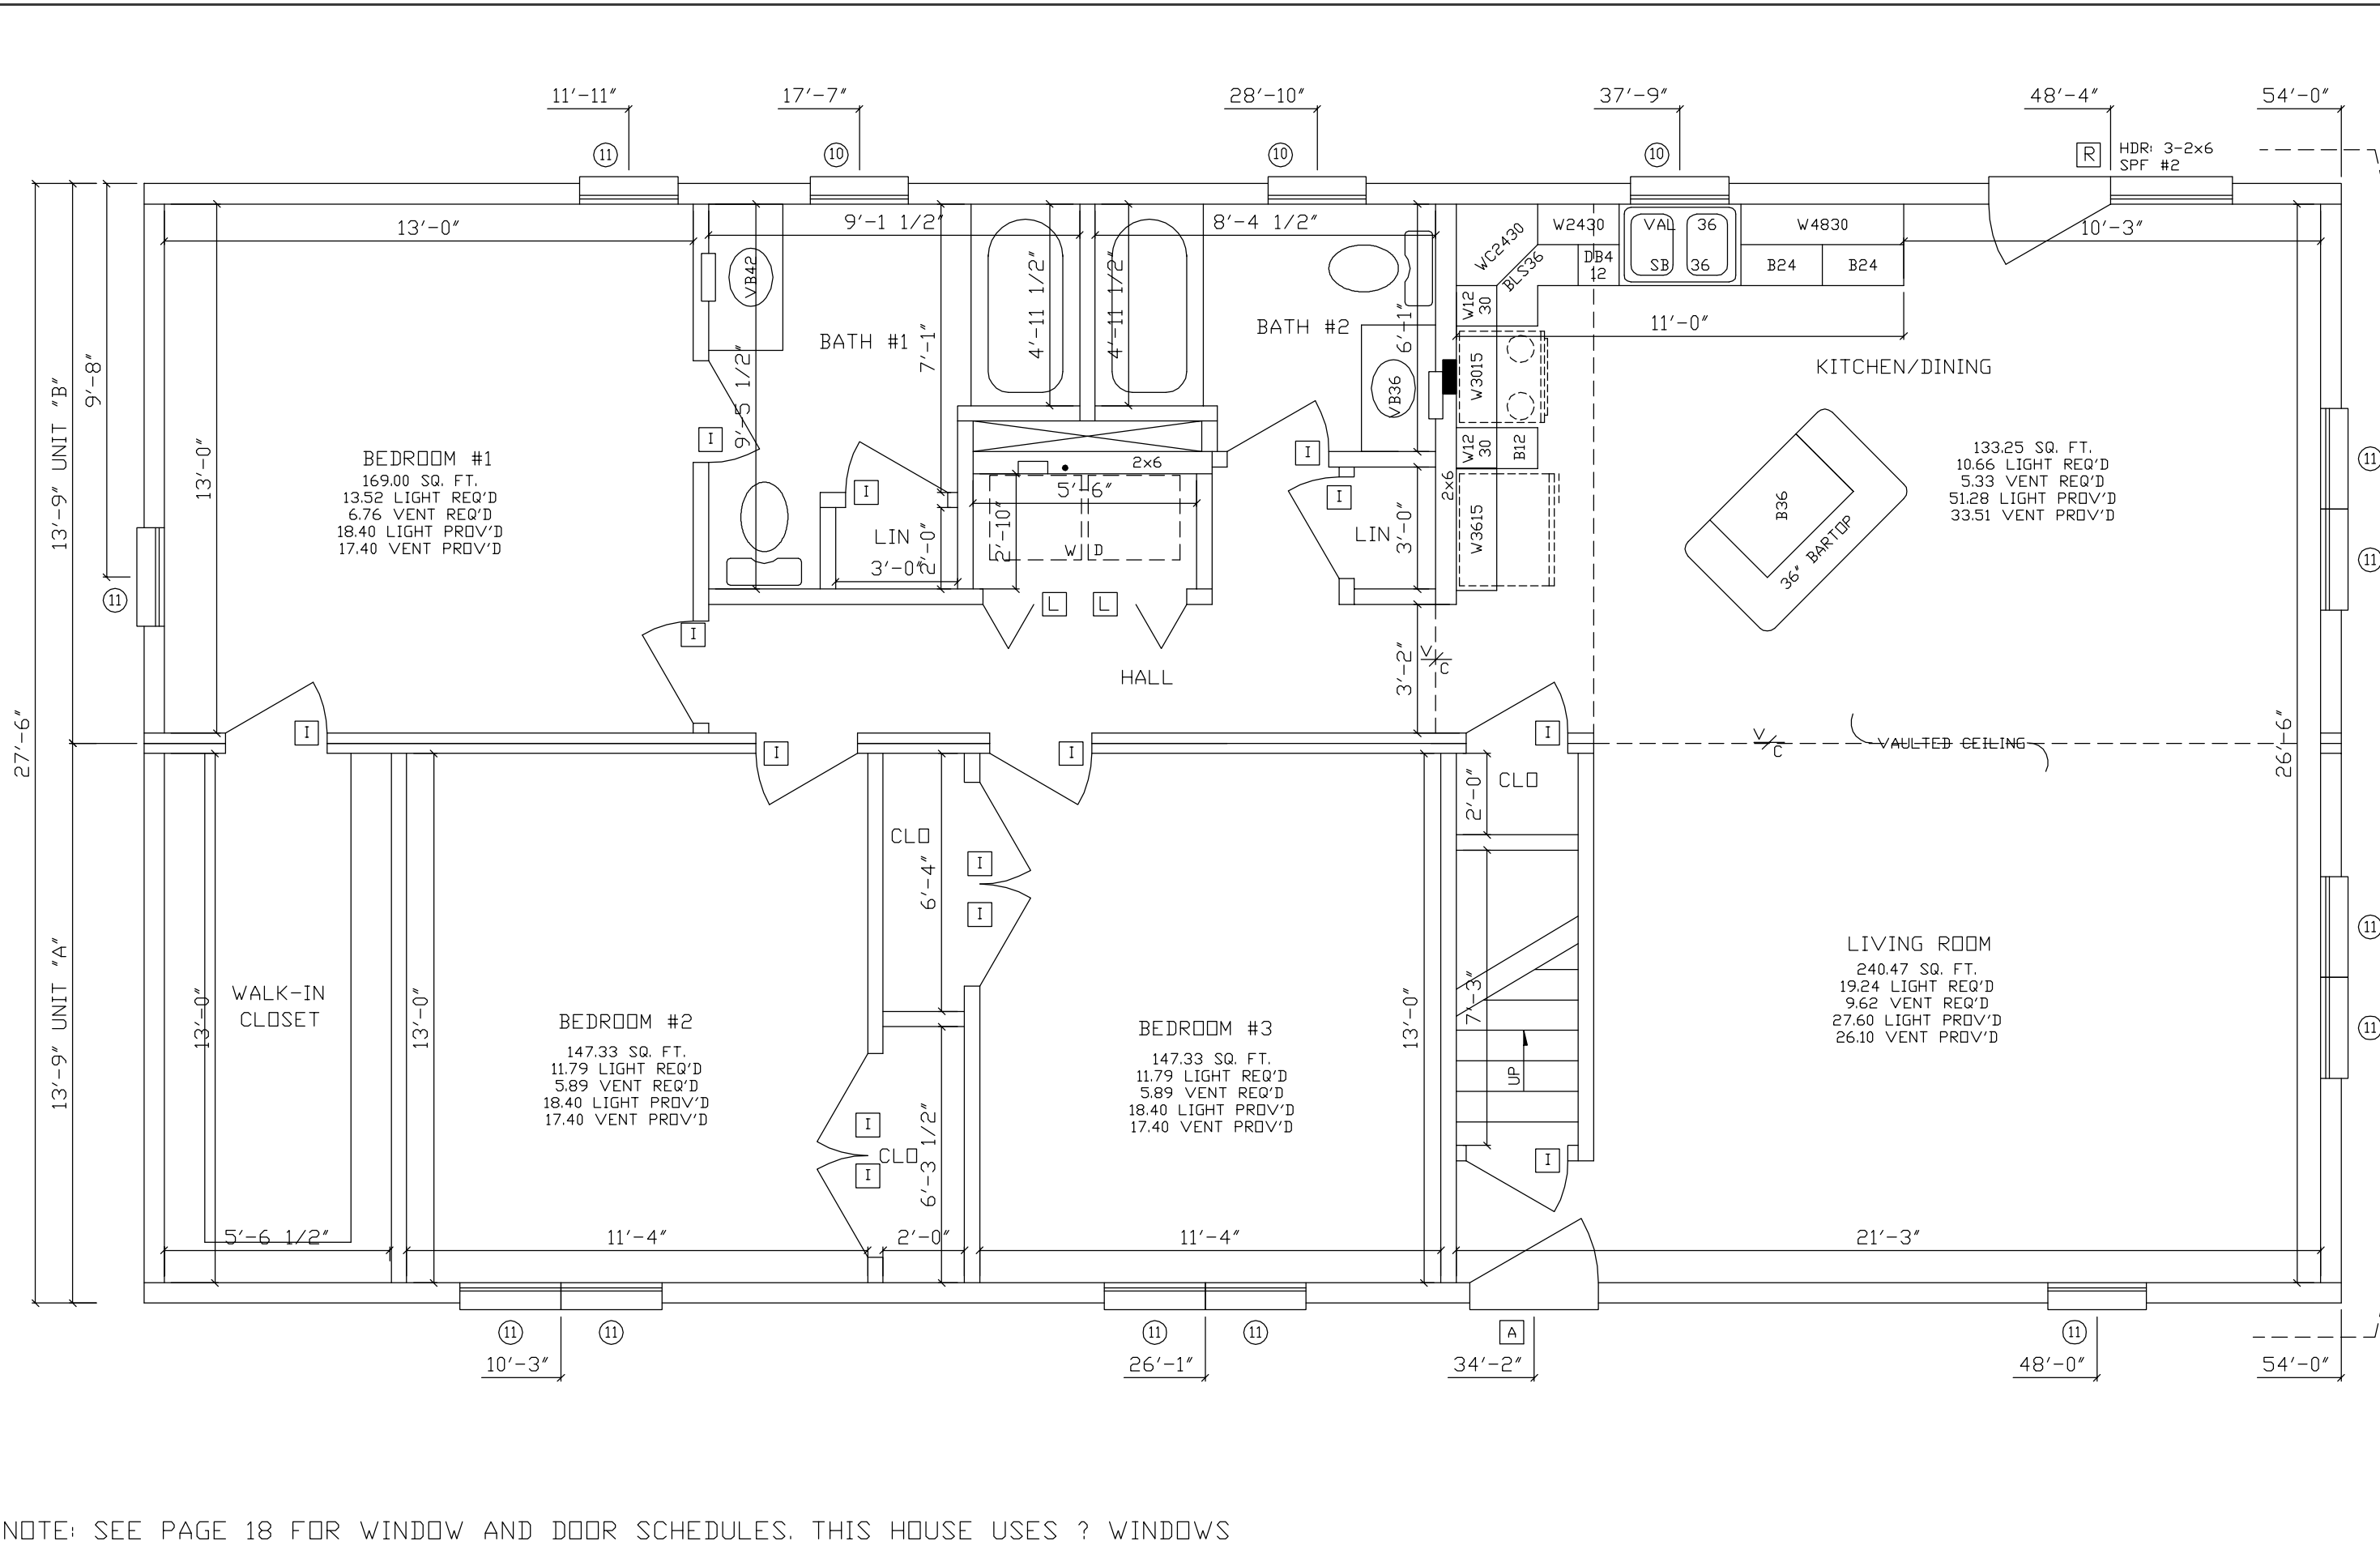 11'-11"
17'-7"
28'-10"
37'-9"
48'-4"
54'-0"
11
10
10
10
R
HDR: 3-2x6
SPF #2
13'-0"
9'-1 1/2"
8'-4 1/2"
10'-3"
WC2430
W2430
VAL 36
W4830
BLS36
DB4
12
SB 36
B24
B24
W12
30
11'-0"
VB42
4'-11 1/2"
4'-11 1/2"
BATH #1
BATH #2
7'-1"
9'-5 1/2"
6'-1"
VB36
W3015
KITCHEN/DINING
133.25 SQ. FT.
10.66 LIGHT REQ'D
5.33 VENT REQ'D
51.28 LIGHT PROV'D
33.51 VENT PROV'D
11
11
27'-6"
13'-9" UNIT "B"
9'-8"
13'-0"
11
BEDROOM #1
169.00 SQ. FT.
13.52 LIGHT REQ'D
6.76 VENT REQ'D
18.40 LIGHT PROV'D
17.40 VENT PROV'D
I
I
I
I
2x6
W12
30
B12
2x6
W3615
B36
36" BARTOP
LIN
3'-0"
2'-0"
2'-10"
5'-6"
W D
LIN
3'-0"
L
L
I
HALL
3'-2"
V
C
I
I
I
I
V
C
VAULTED CEILING
26'-6"
CLO
2'-0"
CLO
6'-4"
I
I
13'-9" UNIT "A"
WALK-IN
CLOSET
13'-0"
13'-0"
BEDROOM #2
147.33 SQ. FT.
11.79 LIGHT REQ'D
5.89 VENT REQ'D
18.40 LIGHT PROV'D
17.40 VENT PROV'D
BEDROOM #3
147.33 SQ. FT.
11.79 LIGHT REQ'D
5.89 VENT REQ'D
18.40 LIGHT PROV'D
17.40 VENT PROV'D
13'-0"
7'-3"
UP
LIVING ROOM
240.47 SQ. FT.
19.24 LIGHT REQ'D
9.62 VENT REQ'D
27.60 LIGHT PROV'D
26.10 VENT PROV'D
11
11
I
CLO
I
6'-3 1/2"
I
5'-6 1/2"
11'-4"
2'-0"
11'-4"
21'-3"
11
11
11
11
A
11
10'-3"
26'-1"
34'-2"
48'-0"
54'-0"
NOTE: SEE PAGE 18 FOR WINDOW AND DOOR SCHEDULES. THIS HOUSE USES ? WINDOWS